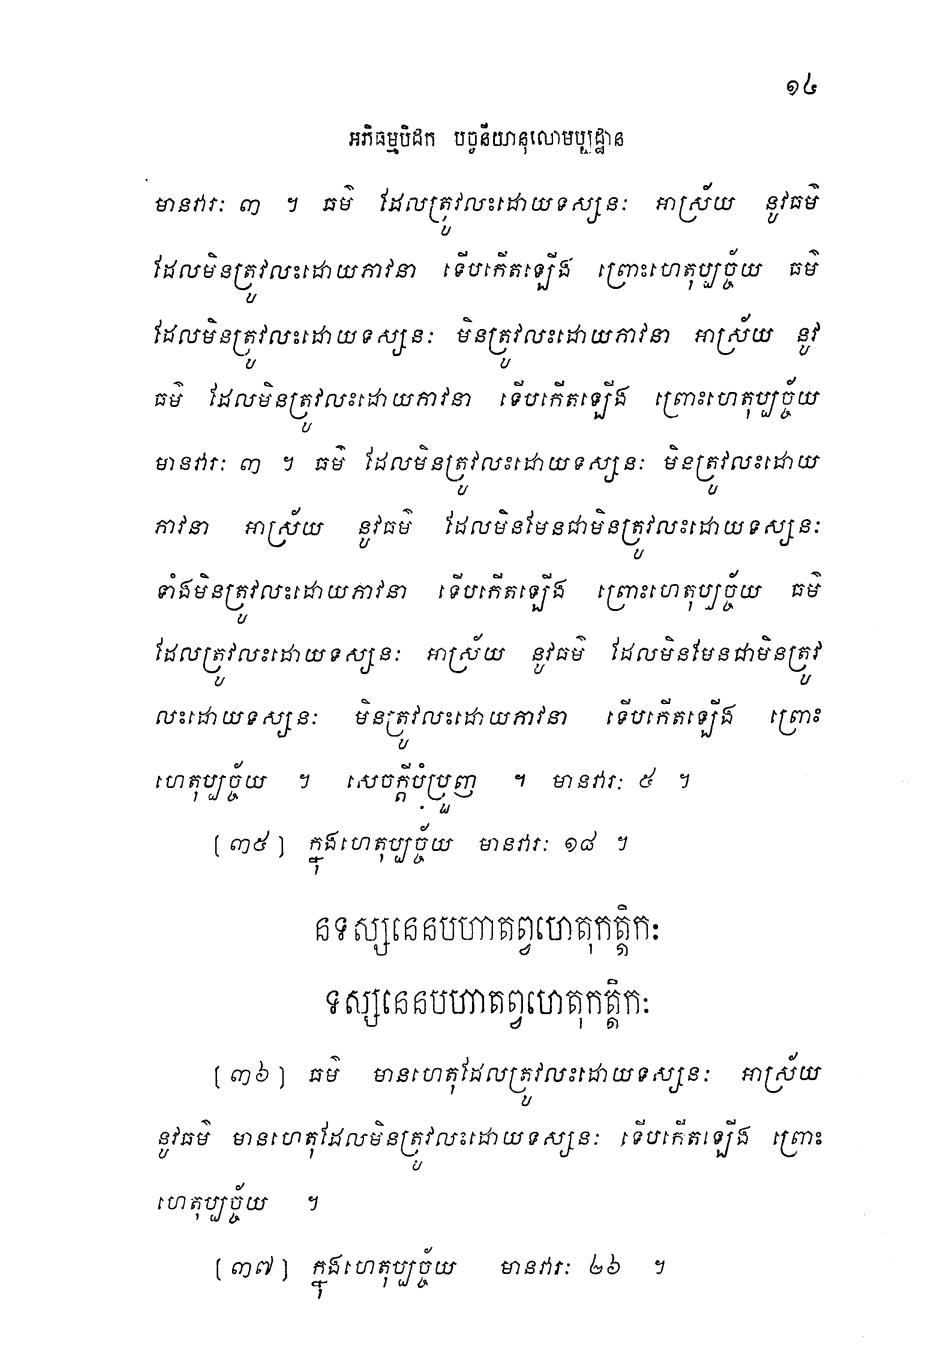 ១៤
អភិធម្មបិដក បច្ចនីយានុលោមប្បដ្ឋាន
មានវារៈ ៣ ។ ធម៌ ដែលត្រូវលះដោយទស្សនៈ អាស្រ័យ នូវធម៌
ដែលមិនត្រូវលះដោយភាវនា ទើបកើតឡើង ព្រោះហេតុប្បច្ច័យ ធម៌
ដែលមិនត្រូវលះដោយទស្សនៈ មិនត្រូវលះដោយភាវនា អាស្រ័យ នូវ
ធម៌ ដែលមិនត្រូវលះដោយភាវនា ទើបកើតឡើង ព្រោះហេតុប្បច្ច័យ
មានវារៈ ៣ ។ ធម៌ ដែលមិនត្រូវលះដោយទស្សនៈ មិនត្រូវលះដោយ
ភាវនា អាស្រ័យ នូវធម៌ ដែលមិនមែនជាមិនត្រូវលះដោយទស្សនៈ
ទាំងមិនត្រូវលះដោយភាវនា ទើបកើតឡើង ព្រោះហេតុប្បច្ច័យ ធម៌
ដែលត្រូវលះដោយទស្សនៈ អាស្រ័យ នូវធម៌ ដែលមិនមែនជាមិនត្រូវ
លះដោយទស្សនៈ មិនត្រូវលះដោយភាវនា ទើបកើតឡើង ព្រោះ
ហេតុប្បច្ច័យ ។ សេចក្តីបំប្រួញ ។ មានវារៈ ៥ ។
[៣៥] ក្នុងហេតុប្បច្ច័យ មានវារៈ ១៨ ។
នទស្សនេនបហាតព្វហេតុកត្តិកៈ
ទស្សនេនបហាតព្វហេតុកត្តិកៈ
[៣៦] ធម៌ មានហេតុដែលត្រូវលះដោយទស្សនៈ អាស្រ័យ
នូវធម៌ មានហេតុដែលមិនត្រូវលះដោយទស្សនៈ ទើបកើតឡើង ព្រោះ
ហេតុប្បច្ច័យ ។
[៣៧] ក្នុងហេតុប្បច្ច័យ មានវារៈ ២៦ ។